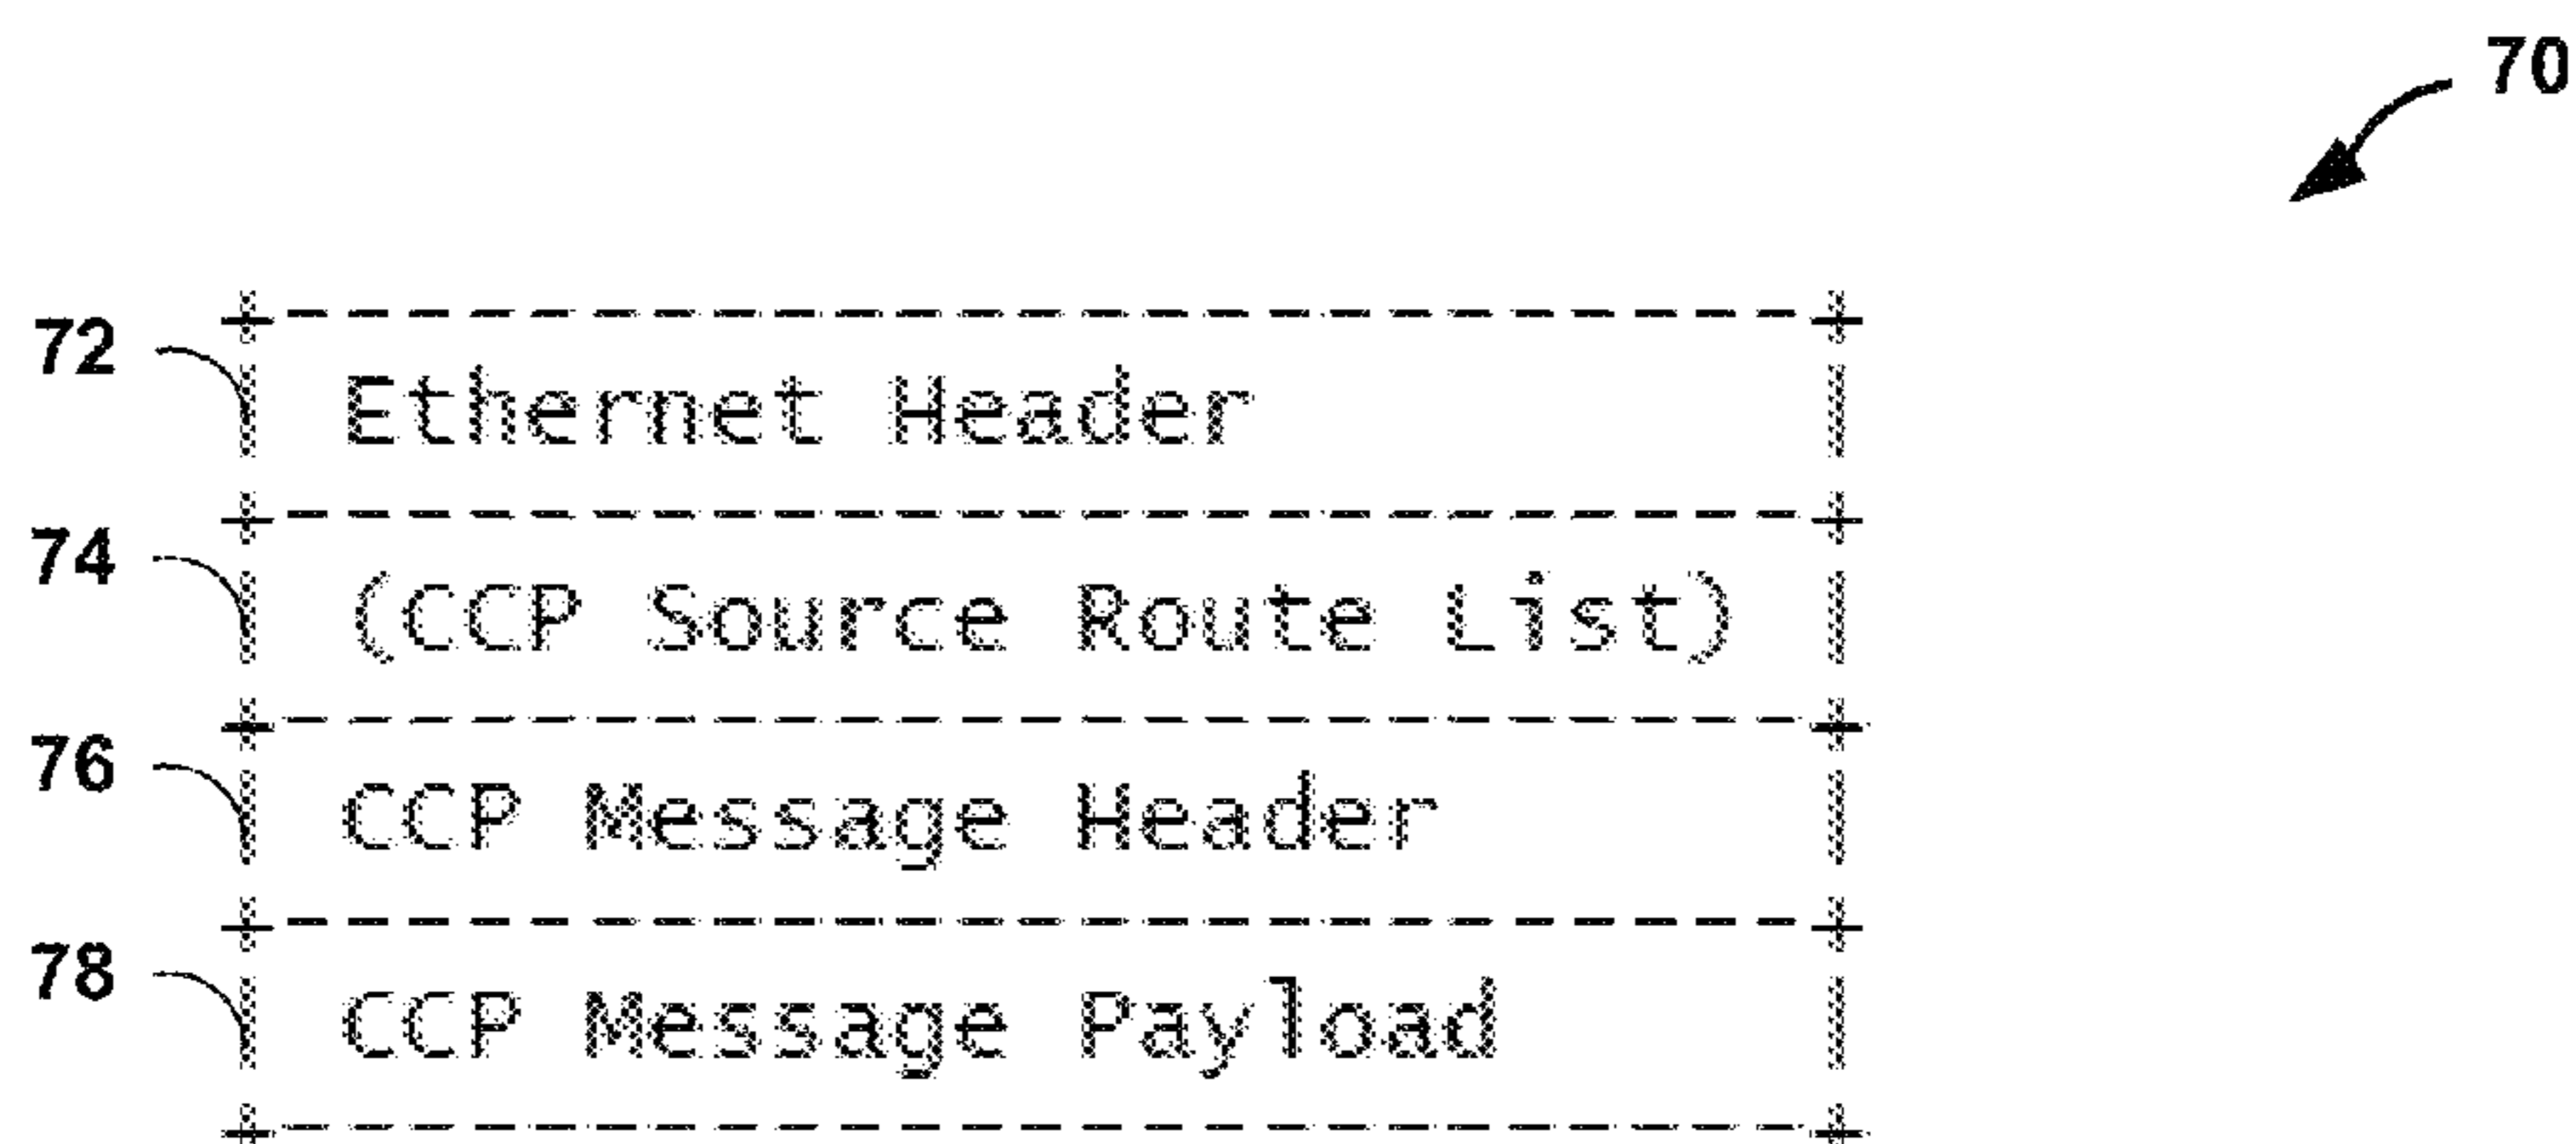 70
72 Ethernet Header
74 (CCP Source Route List)
76 CCP Message Header
78 CCP Message Payload